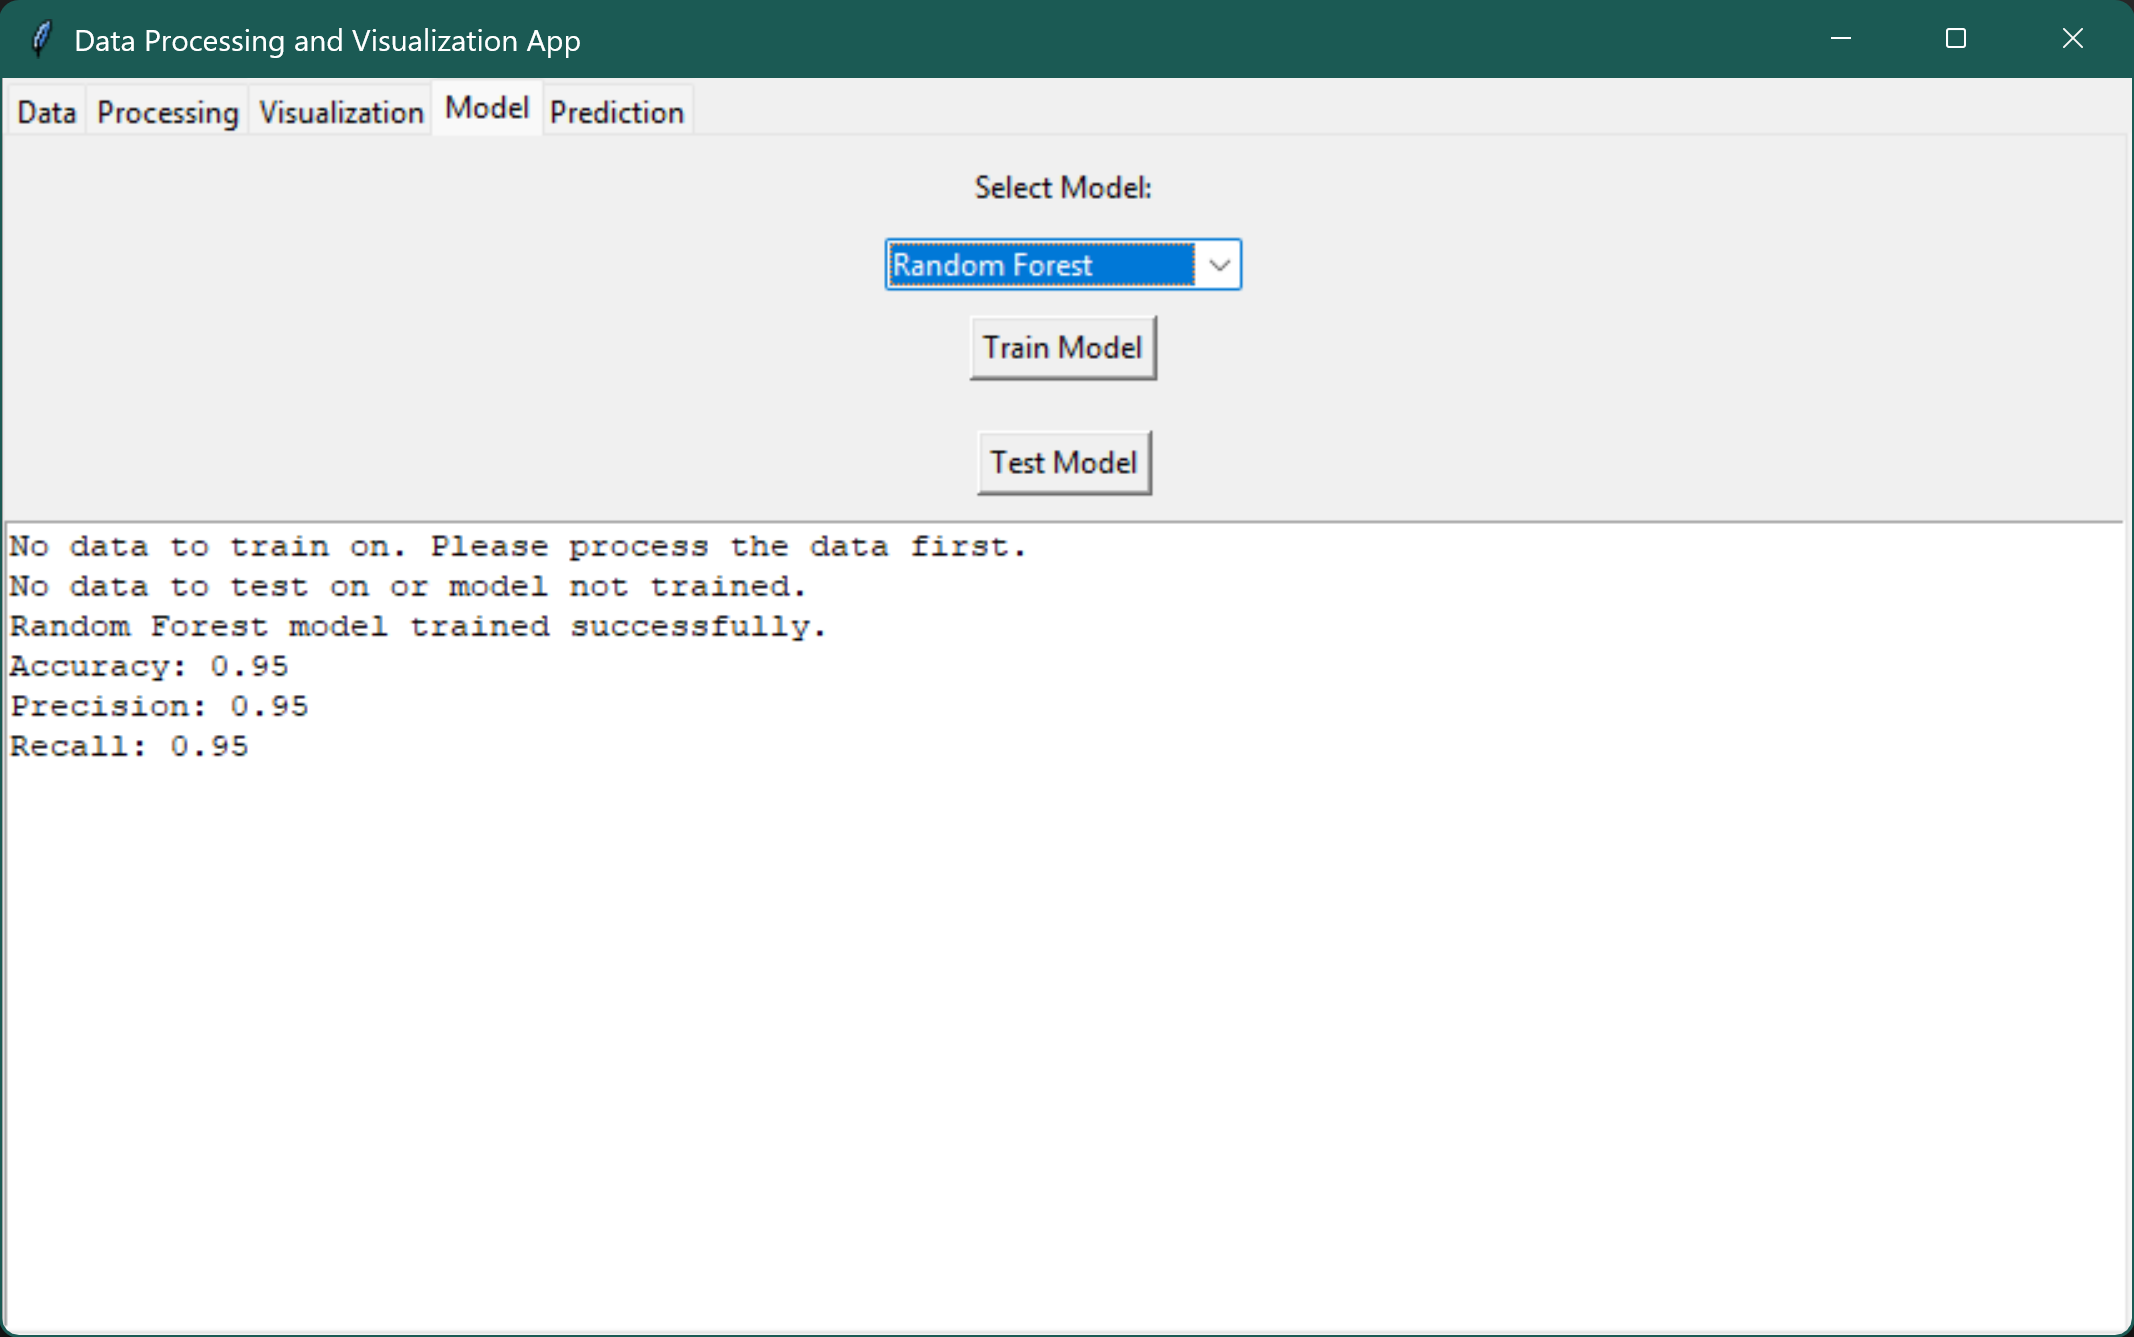 Data Processing and Visualization App
Data Processing Visualization Model Prediction
Select Model:
Random Forest
Train Model
Test Model
No data to train on. Please process the data first.
No data to test on or model not trained.
Random Forest model trained successfully.
Accuracy: 0.95
Precision: 0.95
Recall: 0.95